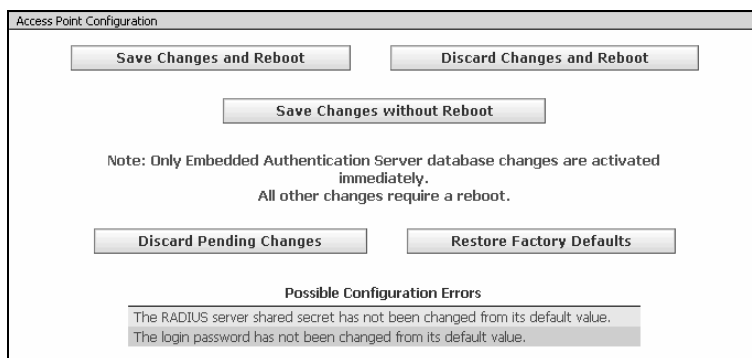 Access Point Configuration
Save Changes and Reboot
Discard Changes and Reboot
Save Changes without Reboot
Note: Only Embedded Authentication Server database changes are activated
immediately.
All other changes require a reboot.
Discard Pending Changes
Restore Factory Defaults
Possible Configuration Errors
The RADIUS server shared secret has not been changed from its default value.
The login password has not been changed from its default value.